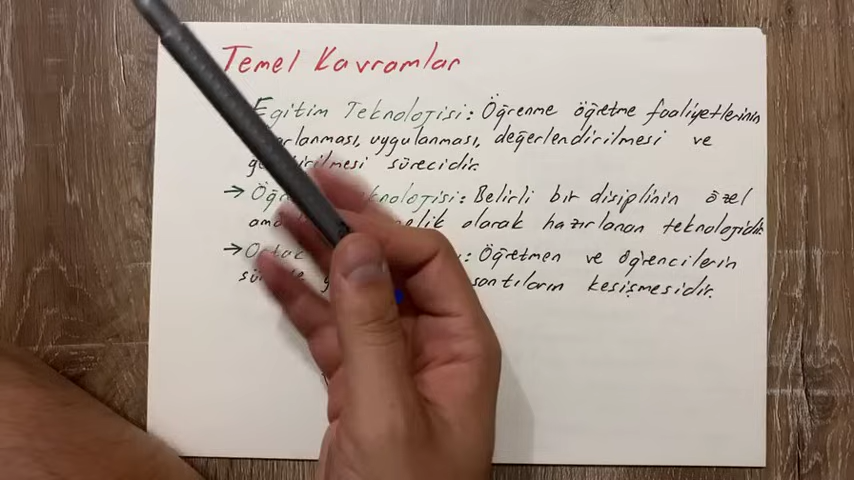 Temel Kavramlar
Eğitim Teknolojisi: Öğrenme öğretme faaliyetlerinin
uygulanması, değerlendirilmesi ve
sürecidir.
→ Belirli bir disiplinin özel
olarak hazırlanan teknolojidir.
→ Öğretmen ve öğrencilerin
kesişmesidir.